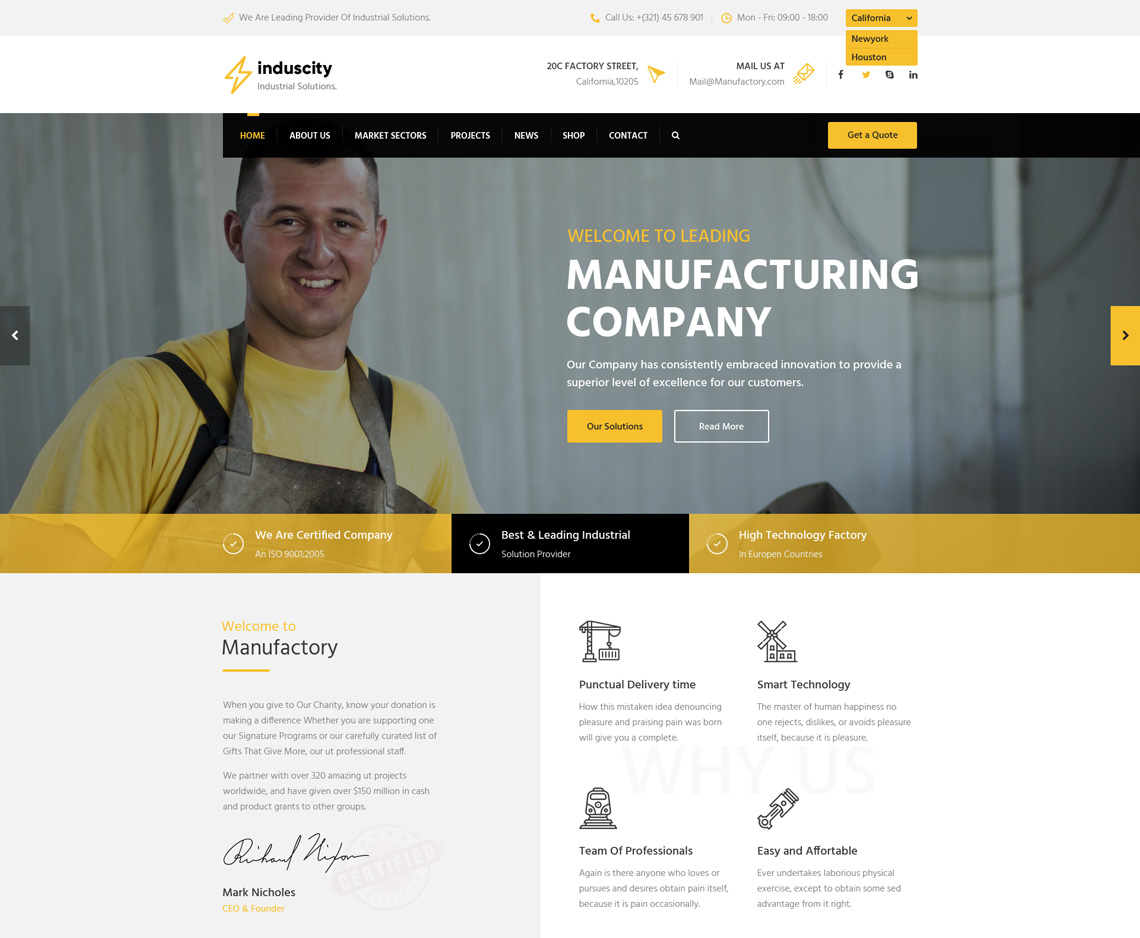 We Are Leading Provider Of Industrial Solutions.
Call Us: +(321) 45 678 901
Mon - Fri: 09:00 - 18:00
California
Newyork
Houston
induscity
Industrial Solutions.
20C FACTORY STREET,
California,10205
MAIL US AT
Mail@Manufactory.com
HOME
ABOUT US
MARKET SECTORS
PROJECTS
NEWS
SHOP
CONTACT
Get a Quote
WELCOME TO LEADING
MANUFACTURING
COMPANY
Our Company has consistently embraced innovation to provide a
superior level of excellence for our customers.
Our Solutions
Read More
We Are Certified Company
An ISO 9001:2005
Best & Leading Industrial
Solution Provider
High Technology Factory
In Europen Countries
Welcome to
Manufactory
When you give to Our Charity, know your donation is
making a difference Whether you are supporting one
our Signature Programs or our carefully curated list of
Gifts That Give More, our ut professional staff.
We partner with over 320 amazing ut projects
worldwide, and have given over $150 million in cash
and product grants to other groups.
Richard Nixon
CERTIFIED
Mark Nicholes
CEO & Founder
Punctual Delivery time
How this mistaken idea denouncing
pleasure and praising pain was born
will give you a complete.
Smart Technology
The master of human happiness no
one rejects, dislikes, or avoids pleasure
itself, because it is pleasure.
WHY US
Team Of Professionals
Again is there anyone who loves or
pursues and desires obtain pain itself,
because it is pain occasionally.
Easy and Affortable
Ever undertakes laborious physical
exercise, except to obtain some sed
advantage from it right.